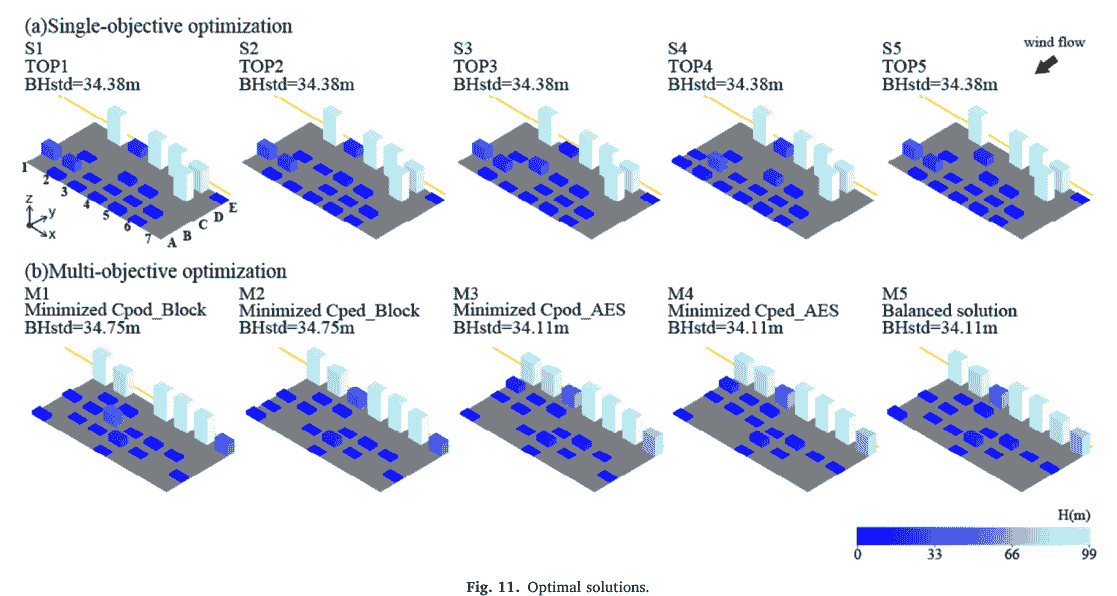 (a)Single-objective optimization
S1
TOP1
BHstd=34.38m
S2
TOP2
BHstd=34.38m
S3
TOP3
BHstd=34.38m
S4
TOP4
BHstd=34.38m
S5
TOP5
BHstd=34.38m
wind flow
1
2
3
4
5
6
7
A
B
C
D
E
z
y
x
(b)Multi-objective optimization
M1
Minimized Cpod_Block
BHstd=34.75m
M2
Minimized Cped_Block
BHstd=34.75m
M3
Minimized Cpod_AES
BHstd=34.11m
M4
Minimized Cped_AES
BHstd=34.11m
M5
Balanced solution
BHstd=34.11m
H(m)
0 33 66 99
Fig. 11. Optimal solutions.